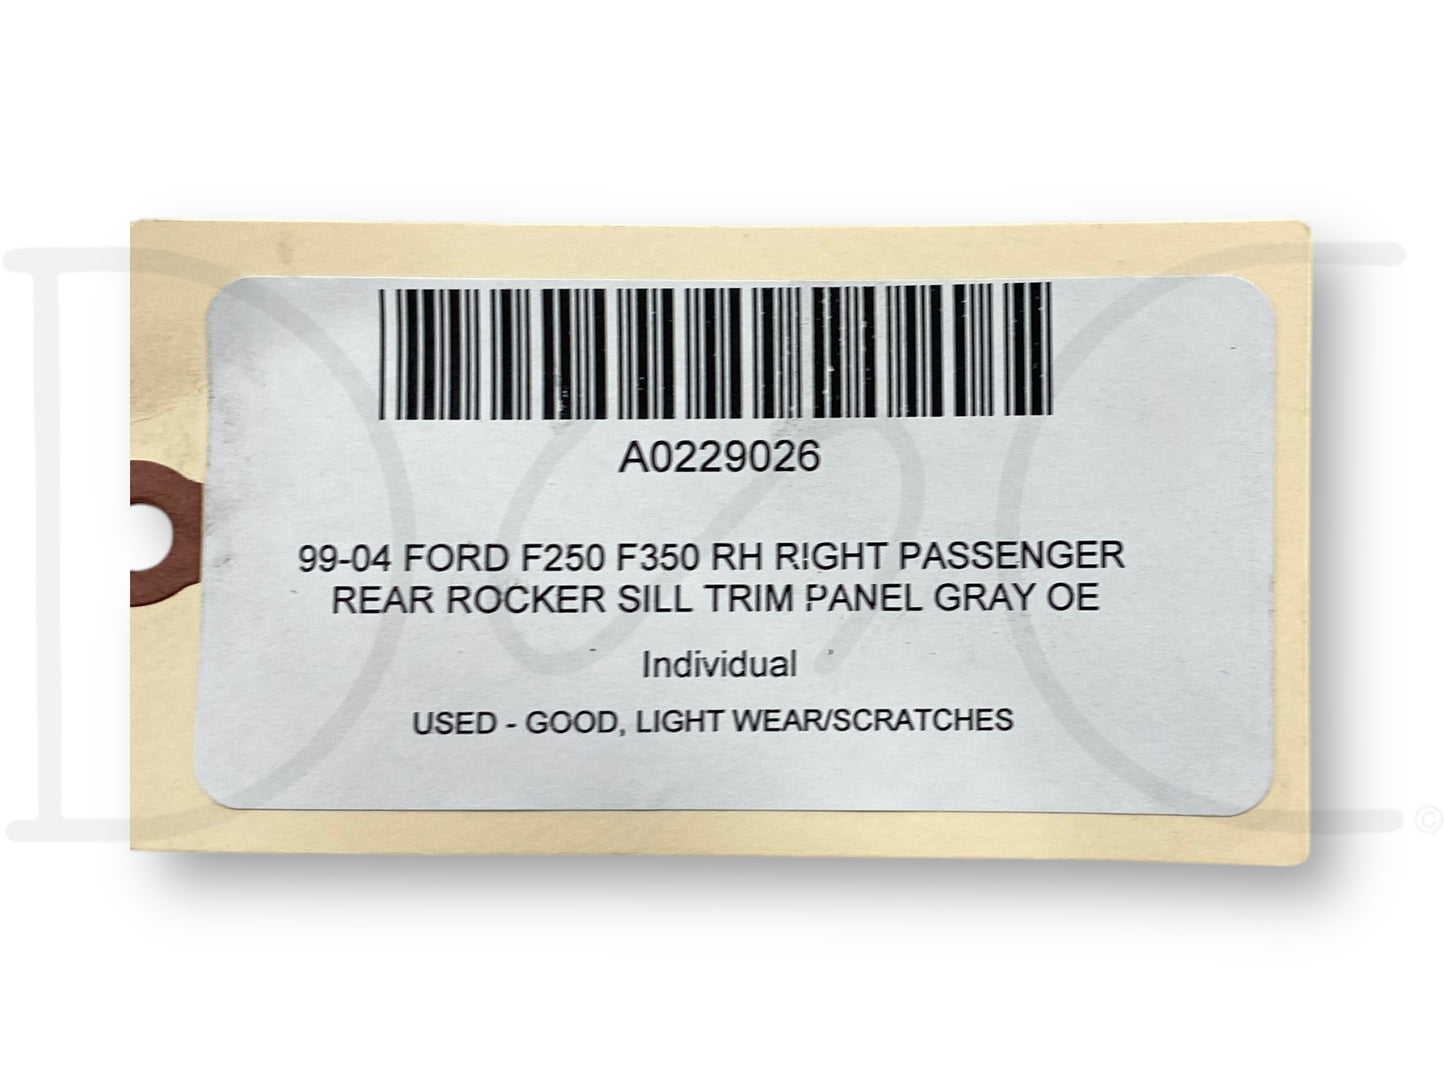 A0229026
99-04 FORD F250 F350 RH RIGHT PASSENGER
REAR ROCKER SILL TRIM PANEL GRAY OE
Individual
USED - GOOD, LIGHT WEAR/SCRATCHES
©